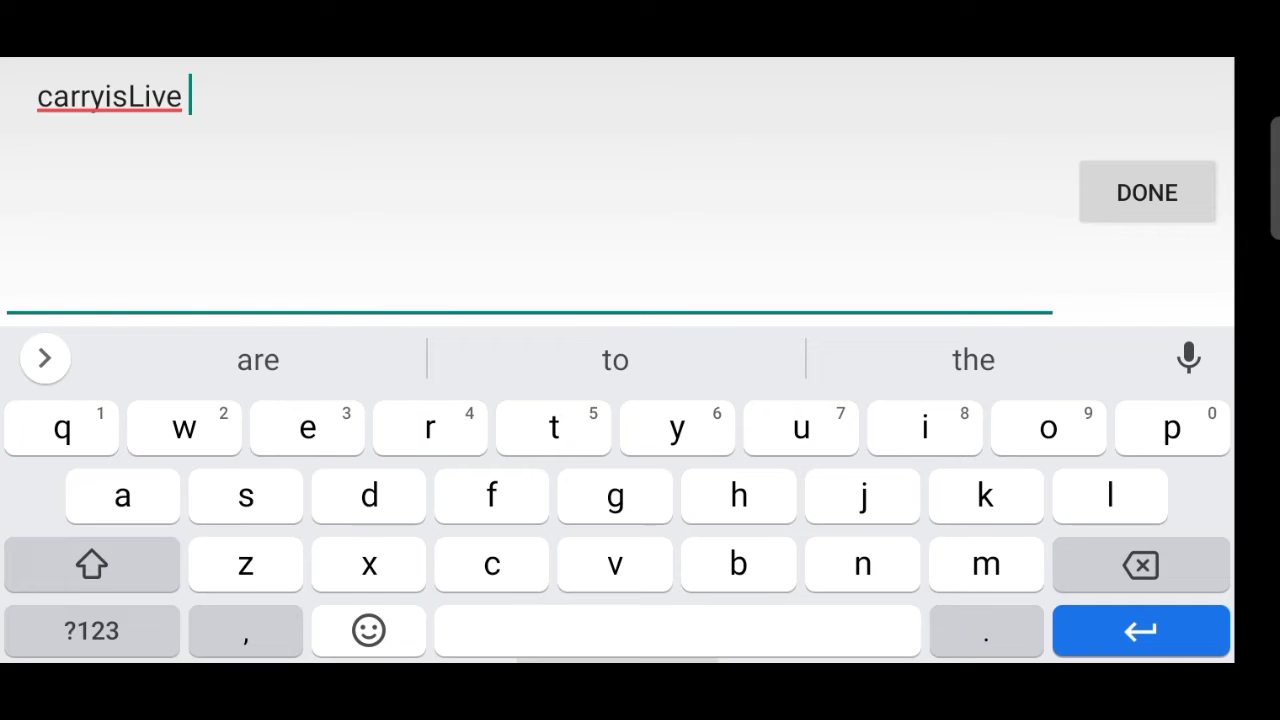 carryisLive
DONE
are to the
q 1 w 2 e 3 r 4 t 5 y 6 u 7 i 8 o 9 p 0
a s d f g h j k l
z x c v b n m
?123 , .